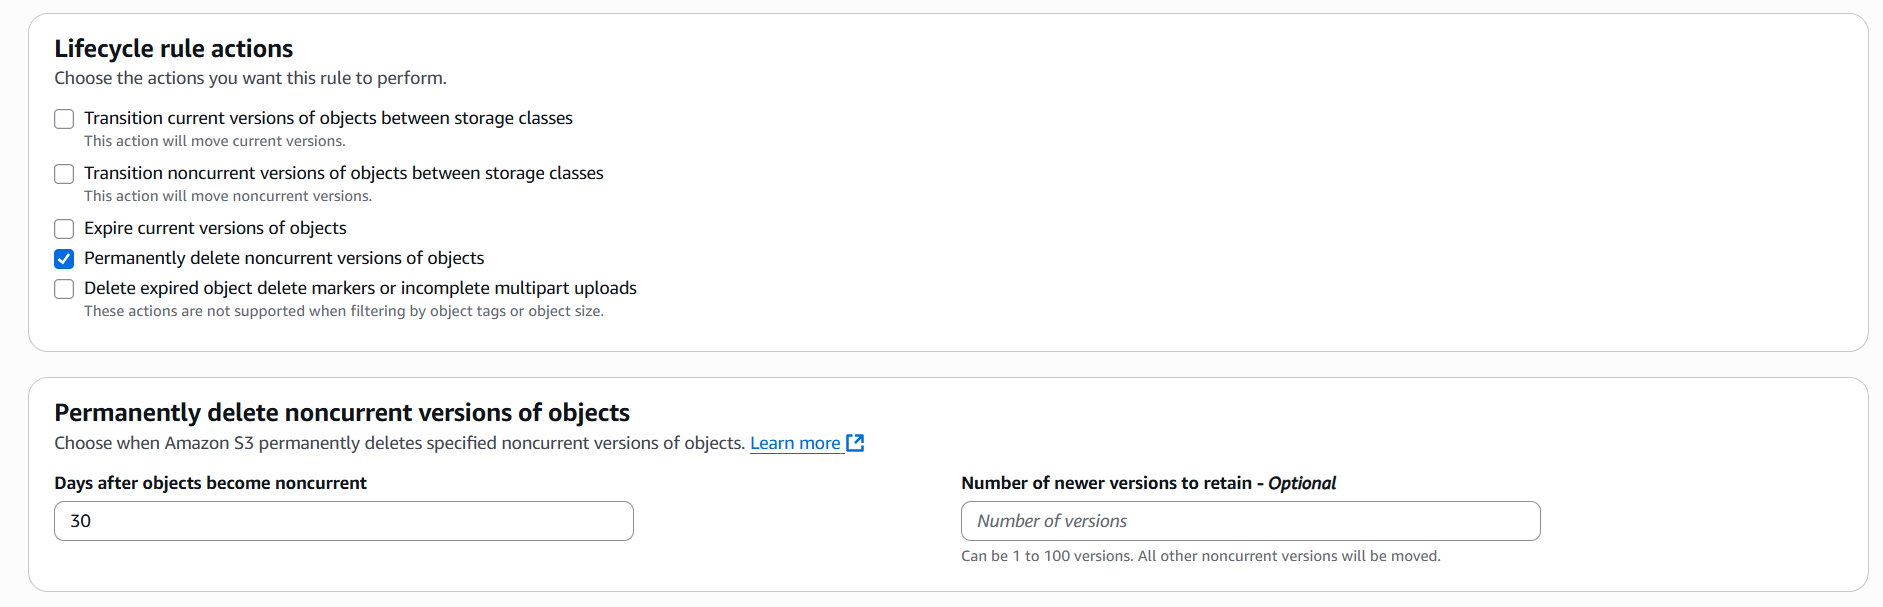 Lifecycle rule actions
Choose the actions you want this rule to perform.
Transition current versions of objects between storage classes
This action will move current versions.
Transition noncurrent versions of objects between storage classes
This action will move noncurrent versions.
Expire current versions of objects
Permanently delete noncurrent versions of objects
Delete expired object delete markers or incomplete multipart uploads
These actions are not supported when filtering by object tags or object size.
Permanently delete noncurrent versions of objects
Choose when Amazon S3 permanently deletes specified noncurrent versions of objects. Learn more
Days after objects become noncurrent
30
Number of newer versions to retain - Optional
Number of versions
Can be 1 to 100 versions. All other noncurrent versions will be moved.